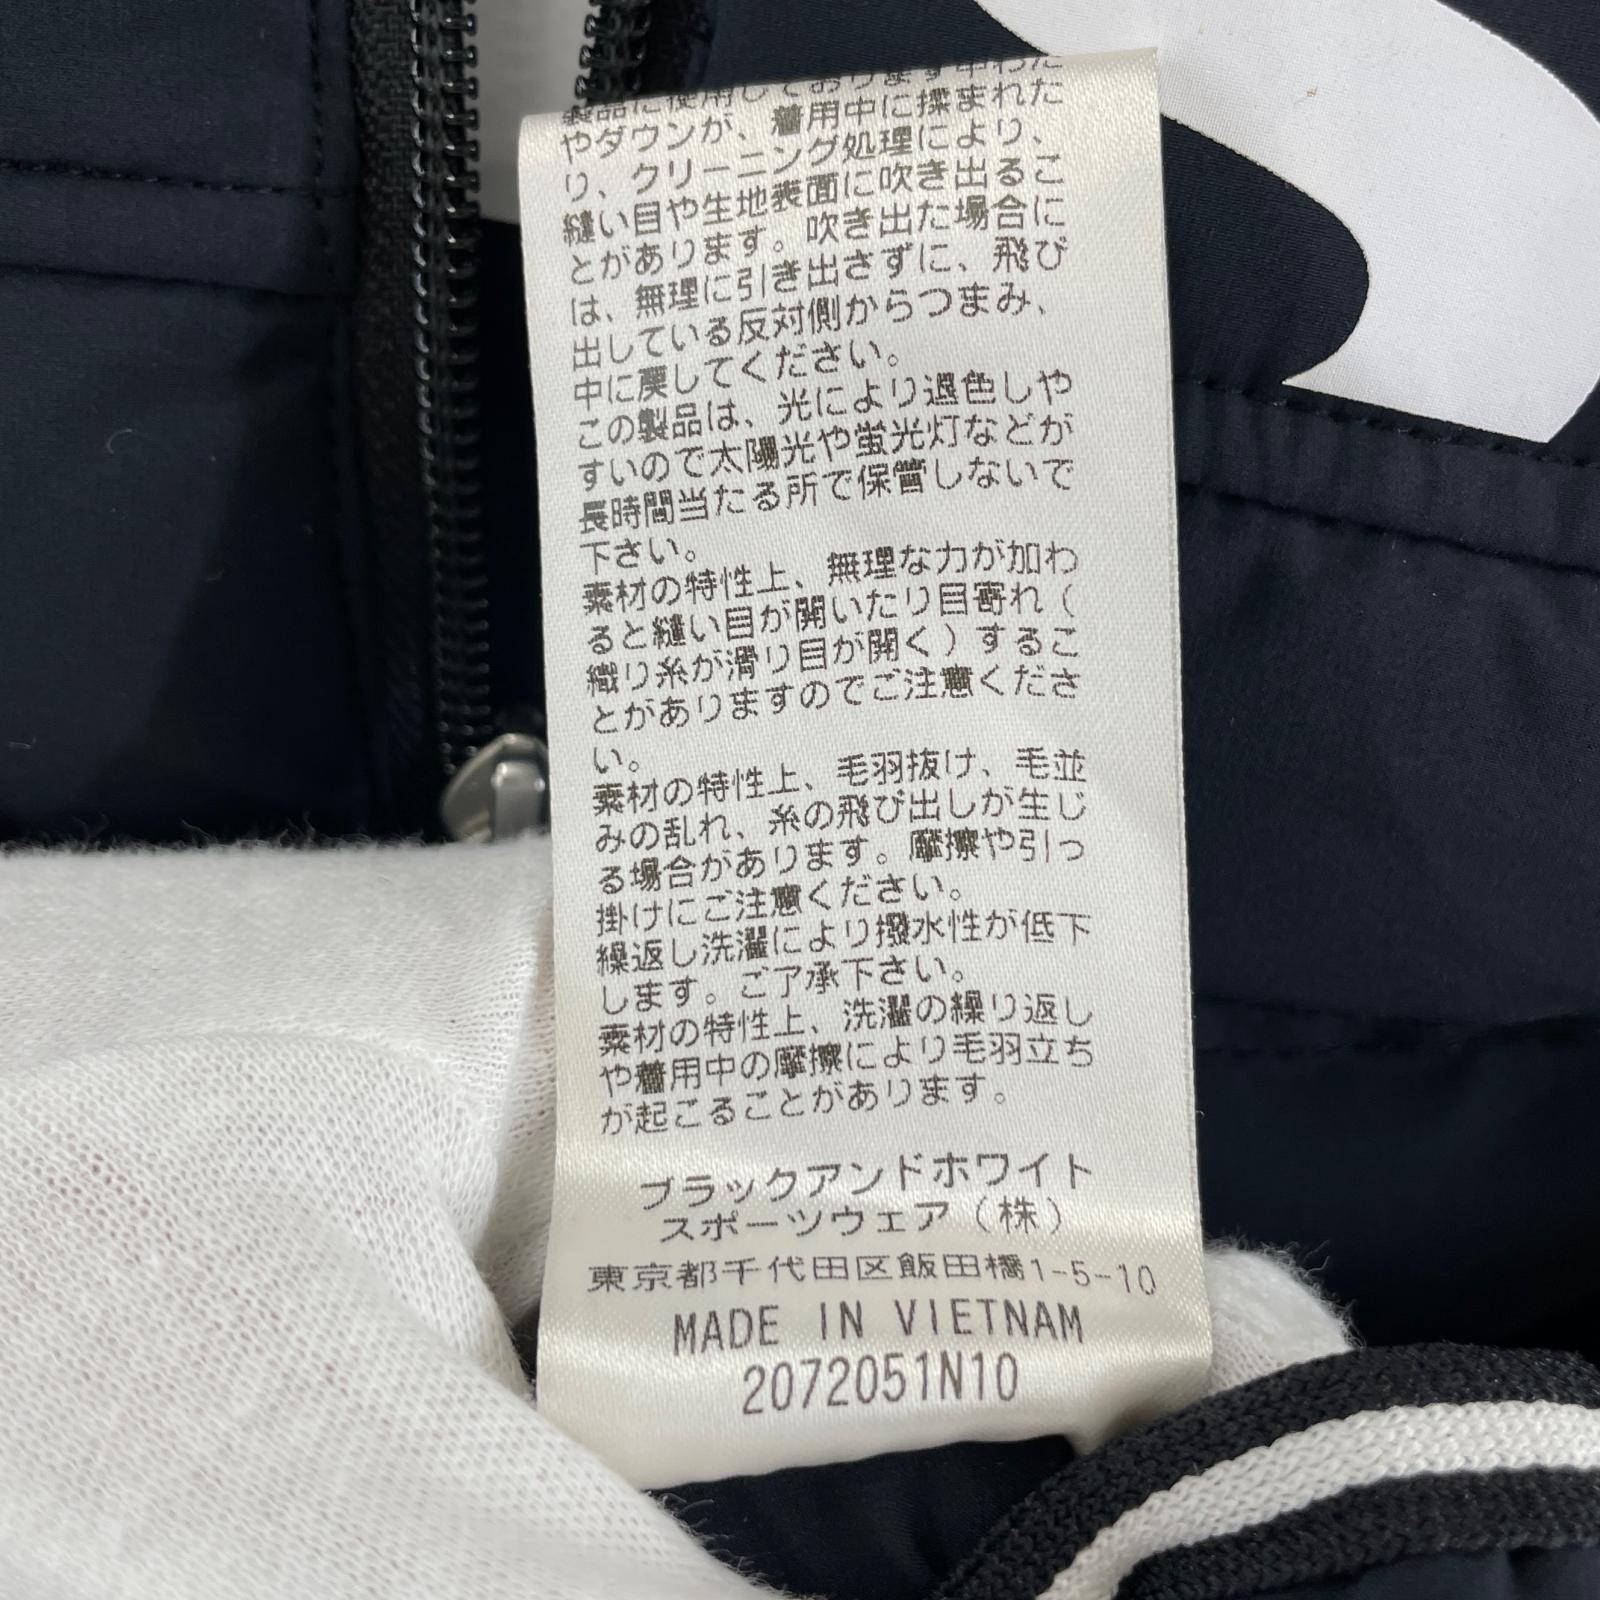 製品に使用しております中わた
やダウンが、着用中に揉まれた
り、クリーニング処理により、
縫い目や生地表面に吹き出るこ
とがあります。吹き出た場合に
は、無理に引き出さずに、飛び
出している反対側からつまみ、
中に戻してください。
この製品は、光により退色しや
すいので太陽光や蛍光灯などが
長時間当たる所で保管しないで
下さい。
素材の特性上、無理な力が加わ
ると縫い目が開いたり目寄れ（
織り糸が滑り目が開く）するこ
とがありますのでご注意くださ
い。
素材の特性上、毛羽抜け、毛並
みの乱れ、糸の飛び出しが生じ
る場合があります。摩擦や引っ
掛けにご注意ください。
繰返し洗濯により撥水性が低下
します。ご了承下さい。
素材の特性上、洗濯の繰り返し
や着用中の摩擦により毛羽立ち
が起こることがあります。
ブラックアンドホワイト
スポーツウェア（株）
東京都千代田区飯田橋1-5-10
MADE IN VIETNAM
2072051N10